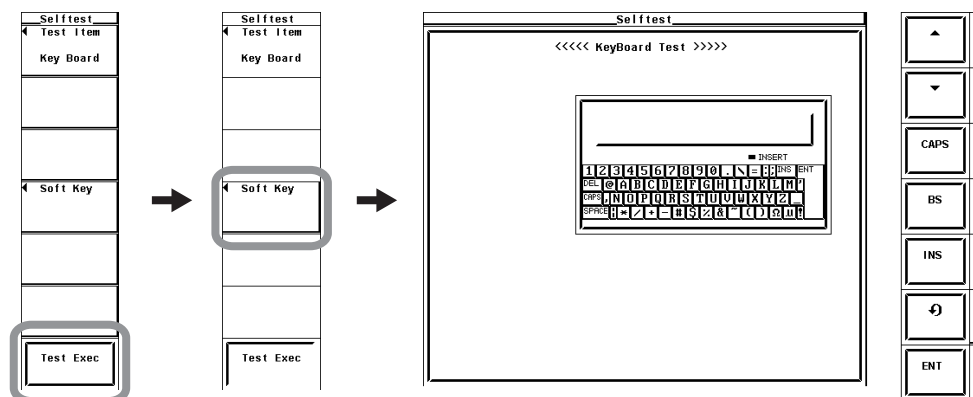 Selftest
Test Item
Key Board
Soft Key
Test Exec
Selftest
Test Item
Key Board
Soft Key
Test Exec
Selftest
<<<<< KeyBoard Test >>>>>
INSERT
1 2 3 4 5 6 7 8 9 0 . \ = : ; INS ENT
DEL @ A B C D E F G H I J K L M '
CAPS , N O P Q R S T U V W X Y Z _
SPACE ¦ * / + - # $ % & ~ ( ) Ω µ !
CAPS
BS
INS
ENT